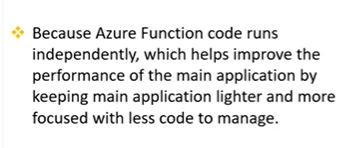 Because Azure Function code runs
independently, which helps improve the
performance of the main application by
keeping main application lighter and more
focused with less code to manage.